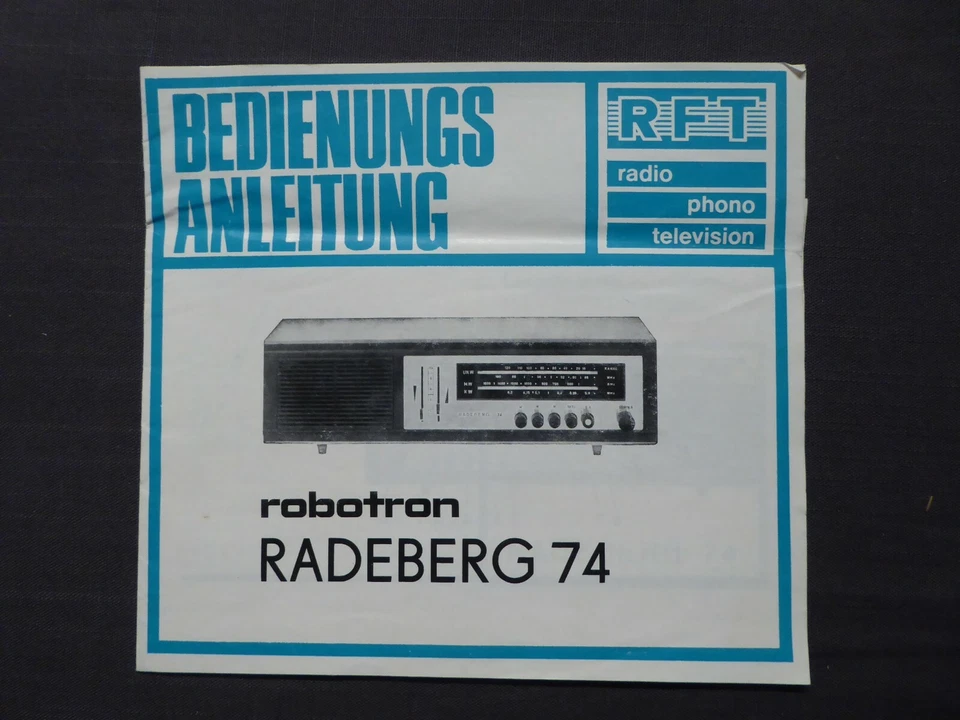 BEDIENUNGS
ANLEITUNG
RFT
radio
phono
television
robotron
RADEBERG 74